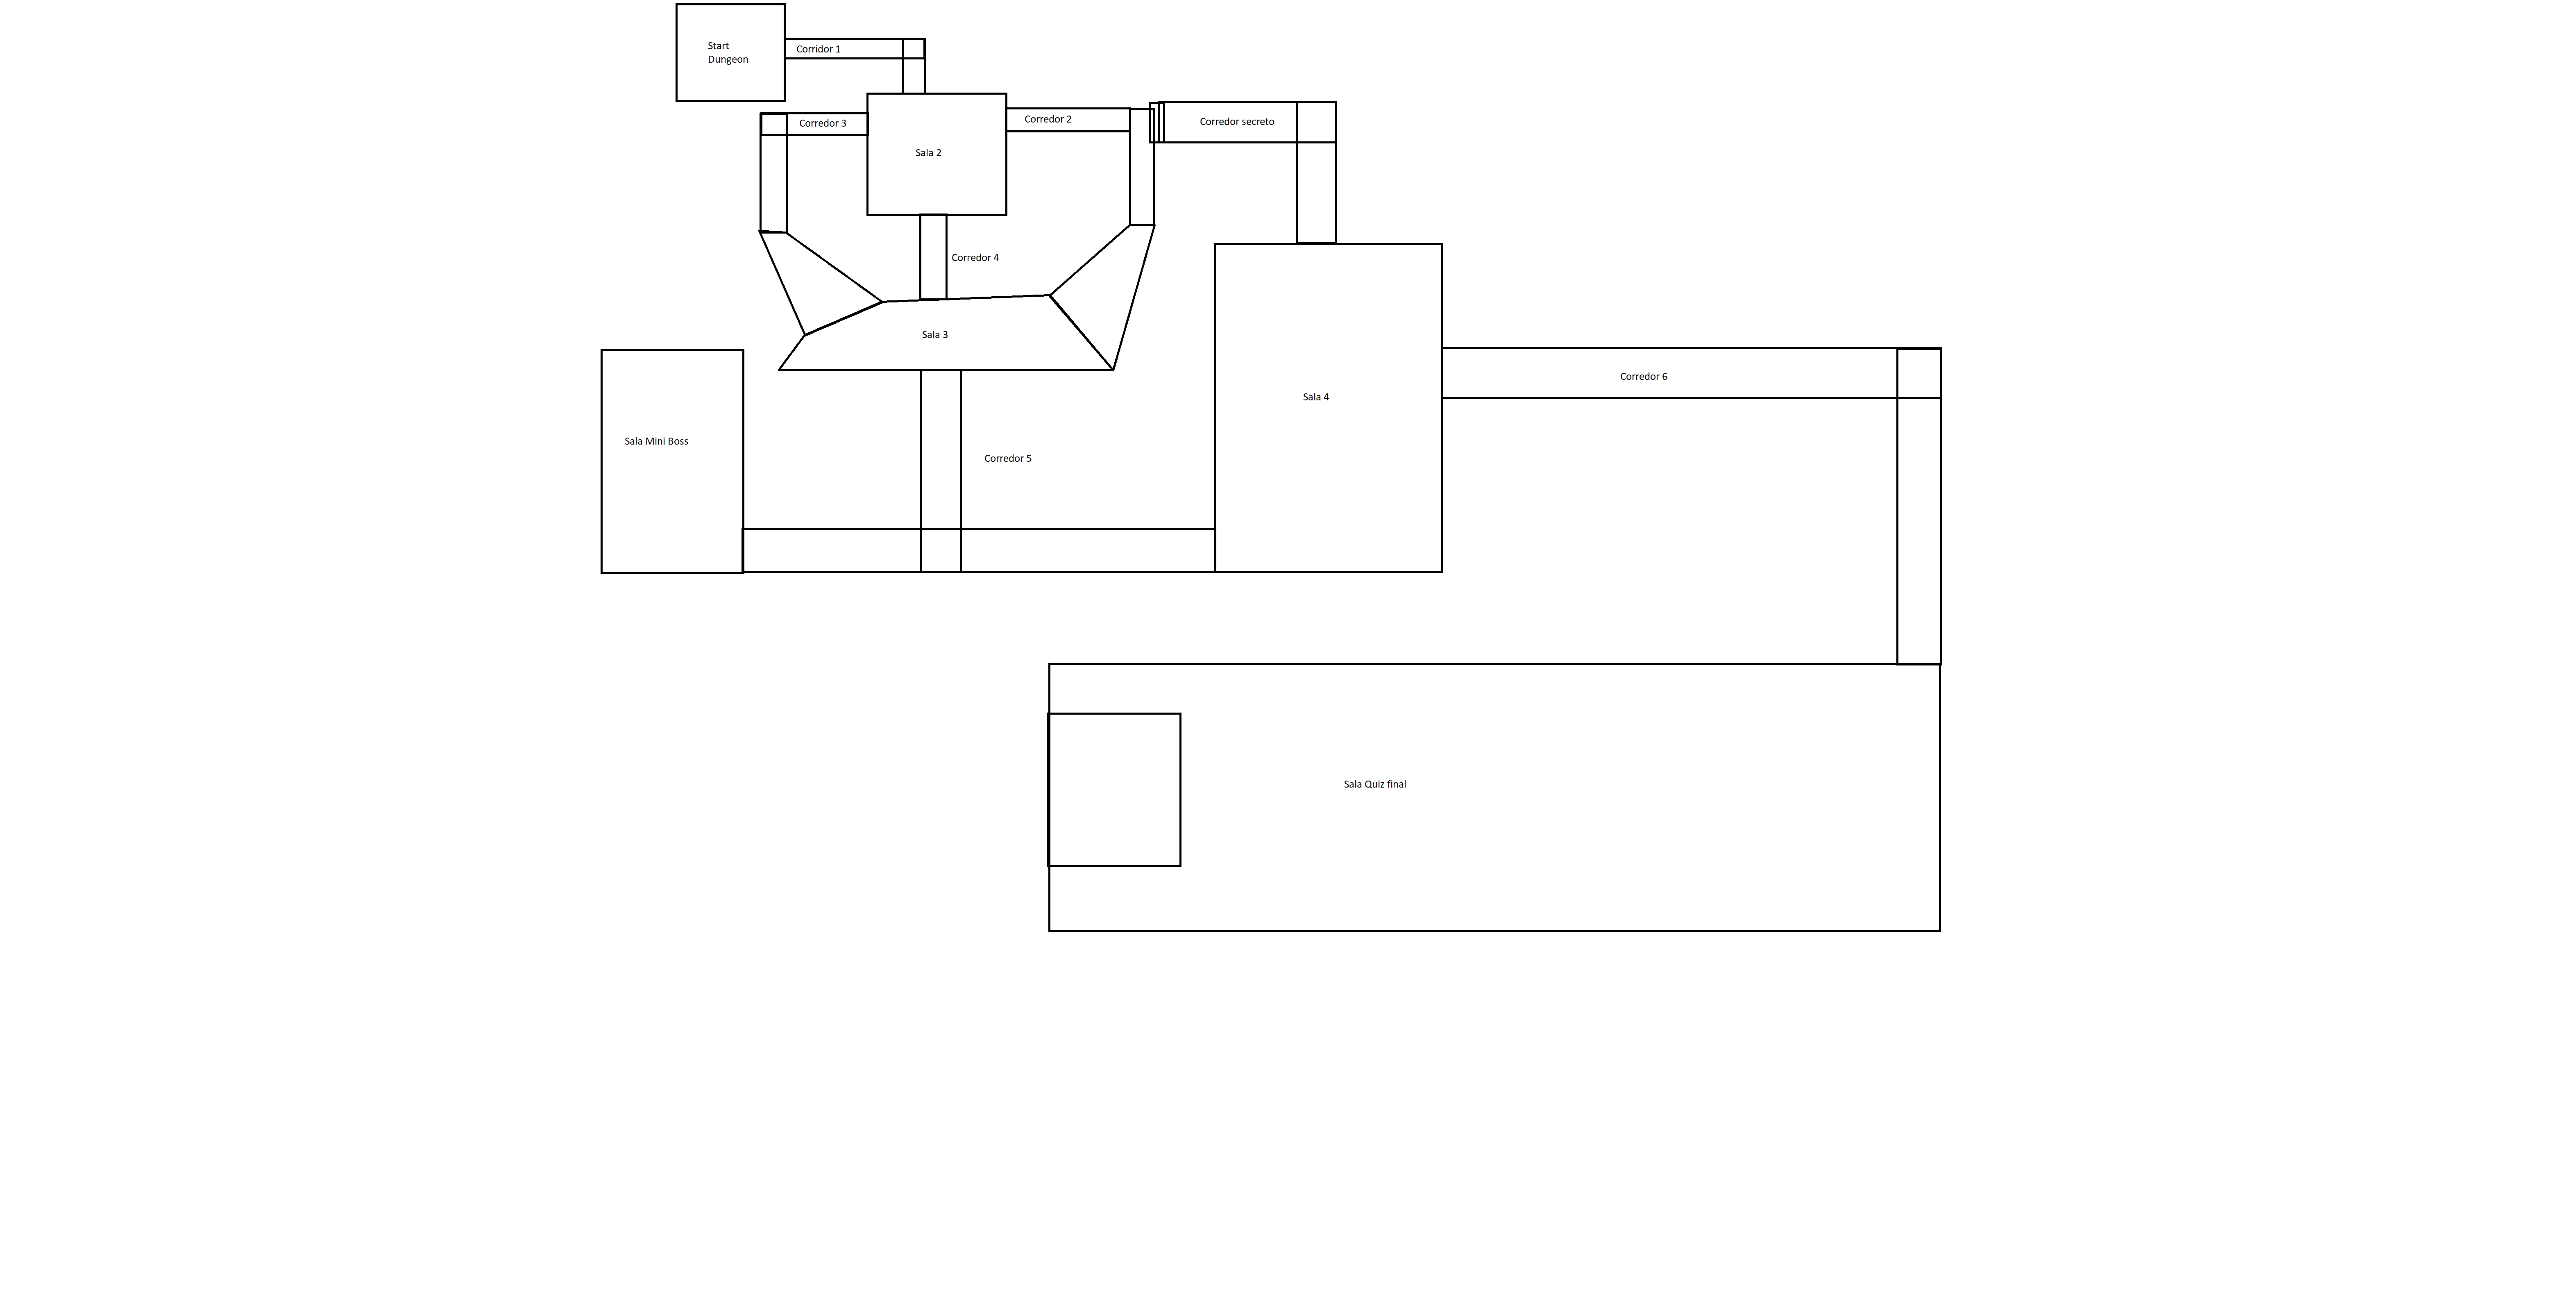 Start
Dungeon
Corridor 1
Corredor 3
Corredor 2
Corredor secreto
Sala 2
Corredor 4
Sala 3
Sala 4
Corredor 6
Sala Mini Boss
Corredor 5
Sala Quiz final